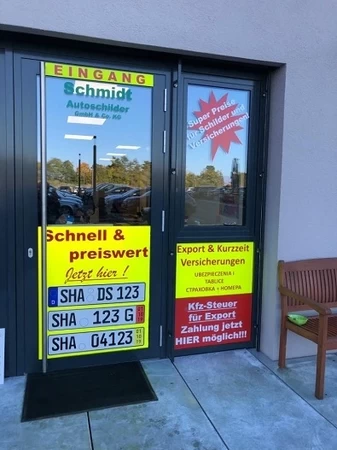 EINGANG
Schmidt
Autoschilder
GmbH & Co. KG
Schnell &
preiswert
Jetzt hier !
D
SHA DS 123
SHA 123 G
SHA 04123
Super Preise
für Schilder und
Versicherungen!
Export & Kurzzeit
Versicherungen
UBEZPIECZENIA I
TABLICE
СТРАХОВКА + НОМЕРА
Kfz-Steuer
für Export
Zahlung jetzt
HIER möglich!!!